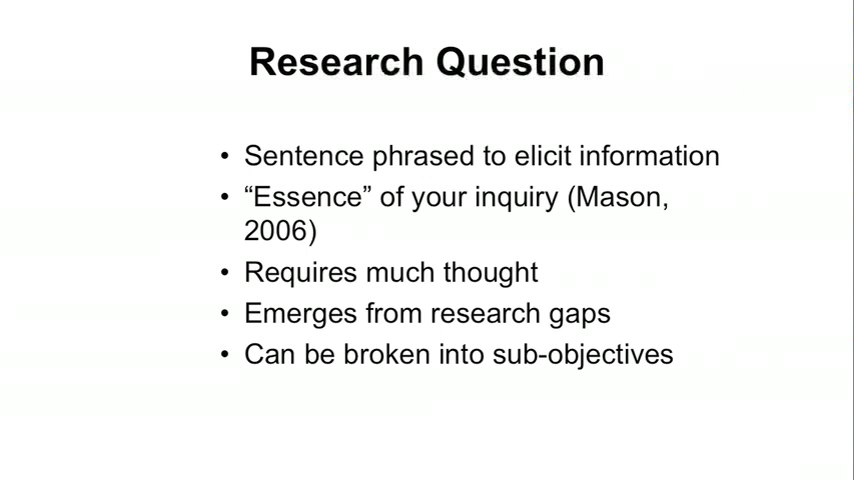 Research Question
• Sentence phrased to elicit information
• “Essence” of your inquiry (Mason,
2006)
• Requires much thought
• Emerges from research gaps
• Can be broken into sub-objectives